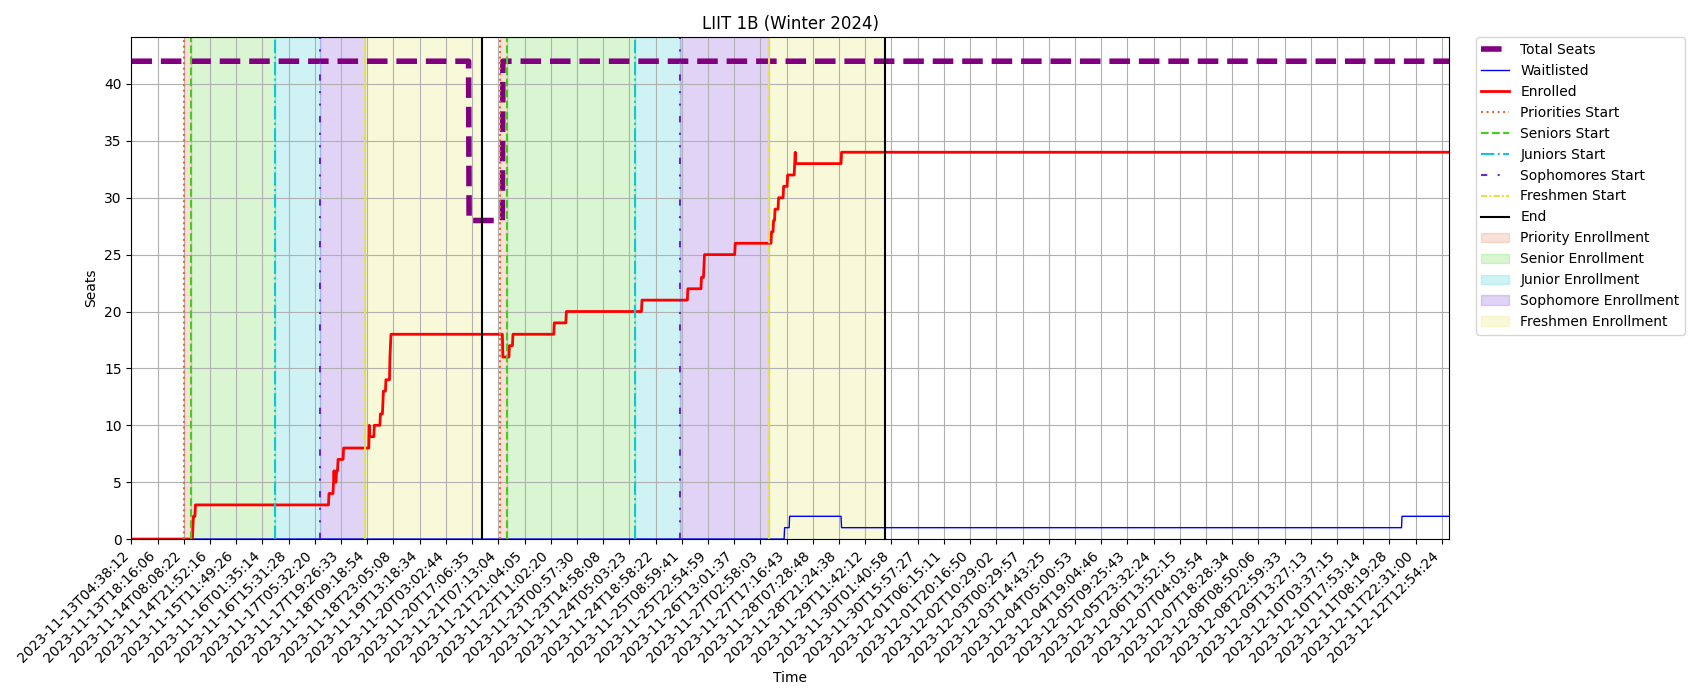 LIIT 1B (Winter 2024)
Total Seats
Waitlisted
Enrolled
Priorities Start
Seniors Start
Juniors Start
Sophomores Start
Freshmen Start
End
Priority Enrollment
Senior Enrollment
Junior Enrollment
Sophomore Enrollment
Freshmen Enrollment
Seats
40
35
30
25
20
15
10
5
0
2023-11-13T04:38:12
2023-11-13T18:16:06
2023-11-14T08:08:22
2023-11-14T21:52:16
2023-11-15T11:49:26
2023-11-16T01:35:14
2023-11-16T15:31:28
2023-11-17T05:32:20
2023-11-17T19:26:33
2023-11-18T09:18:54
2023-11-18T23:05:08
2023-11-19T13:18:34
2023-11-20T03:02:44
2023-11-20T17:06:35
2023-11-21T07:13:04
2023-11-21T21:04:05
2023-11-22T11:02:20
2023-11-23T00:57:30
2023-11-23T14:58:08
2023-11-24T05:03:23
2023-11-24T18:58:22
2023-11-25T08:59:41
2023-11-25T22:54:59
2023-11-26T13:01:37
2023-11-27T02:58:03
2023-11-27T17:16:43
2023-11-28T07:28:48
2023-11-28T21:24:38
2023-11-29T11:42:12
2023-11-30T01:40:58
2023-11-30T15:57:27
2023-12-01T06:15:11
2023-12-01T20:16:50
2023-12-02T10:29:02
2023-12-03T00:29:57
2023-12-03T14:43:25
2023-12-04T05:00:53
2023-12-04T19:04:46
2023-12-05T09:25:43
2023-12-05T23:32:24
2023-12-06T13:52:15
2023-12-07T04:03:54
2023-12-07T18:28:34
2023-12-08T08:50:06
2023-12-08T22:59:33
2023-12-09T13:27:13
2023-12-10T03:37:15
2023-12-10T17:53:14
2023-12-11T08:19:28
2023-12-11T22:31:00
2023-12-12T12:54:24
Time